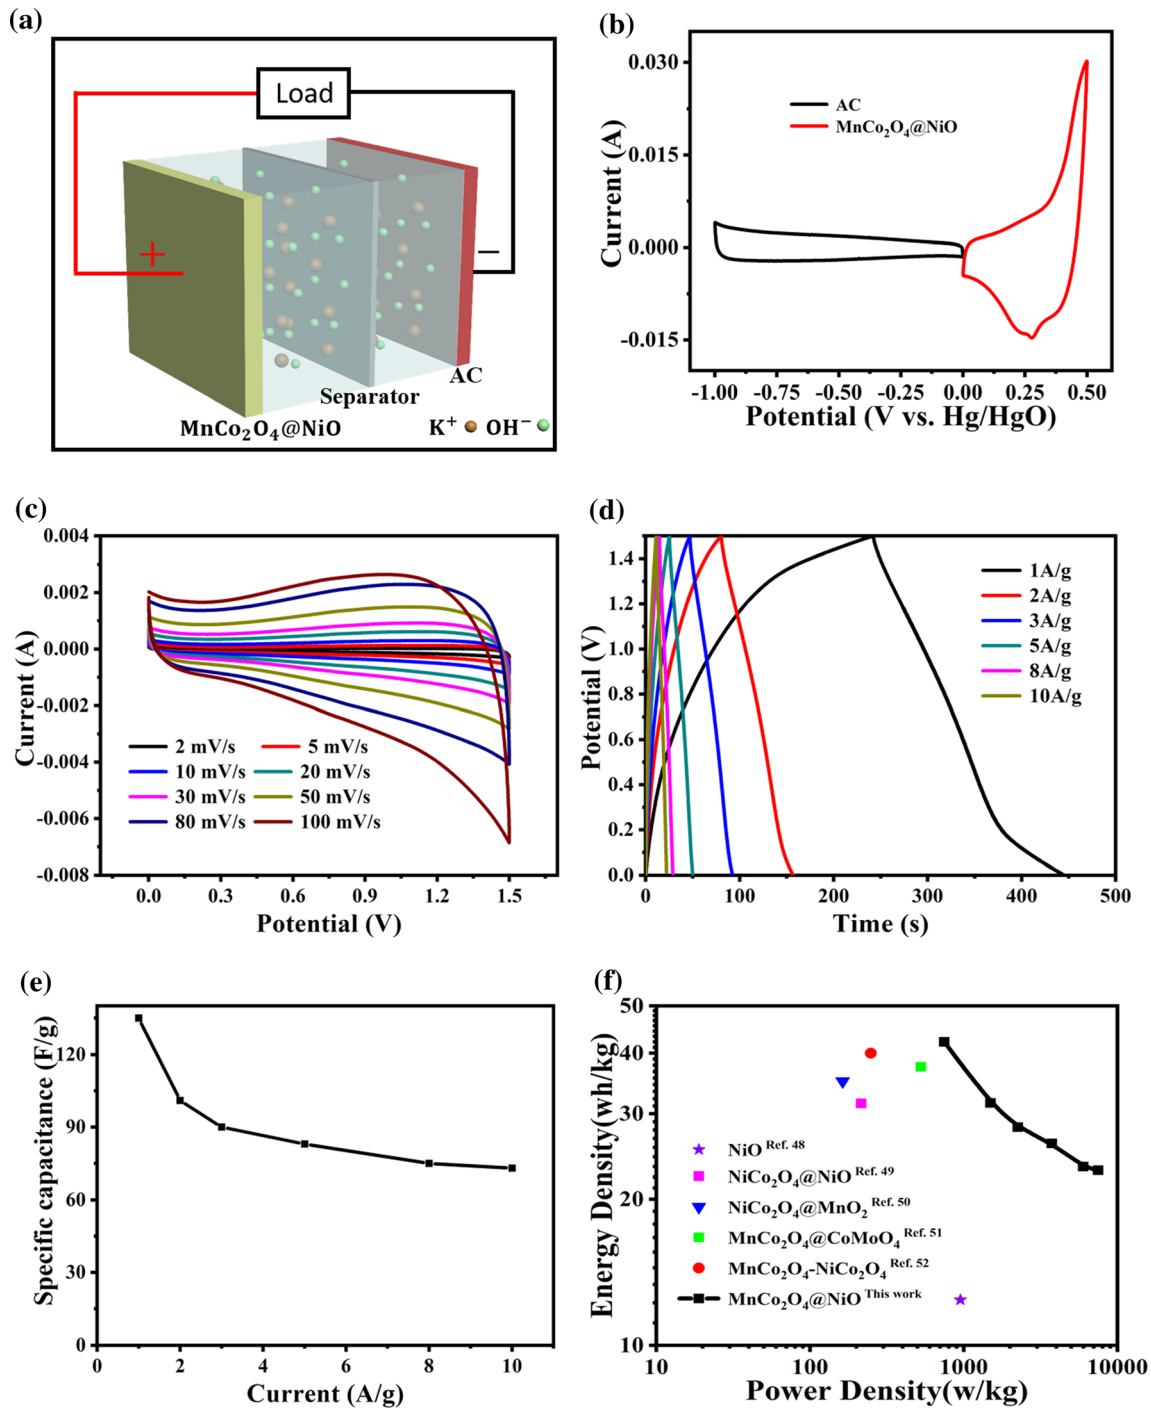 (a)
Load
+
−
AC
Separator
MnCo₂O₄@NiO
K⁺ OH⁻
(b)
0.030
0.015
0.000
-0.015
Current (A)
AC
MnCo₂O₄@NiO
-1.00 -0.75 -0.50 -0.25 0.00 0.25 0.50
Potential (V vs. Hg/HgO)
(c)
0.004
0.002
0.000
-0.002
-0.004
-0.006
-0.008
Current (A)
2 mV/s 5 mV/s
10 mV/s 20 mV/s
30 mV/s 50 mV/s
80 mV/s 100 mV/s
0.0 0.3 0.6 0.9 1.2 1.5
Potential (V)
(d)
1.4
1.2
1.0
0.8
0.6
0.4
0.2
0.0
Potential (V)
1A/g
2A/g
3A/g
5A/g
8A/g
10A/g
0 100 200 300 400 500
Time (s)
(e)
120
90
60
30
0
Specific capacitance (F/g)
0 2 4 6 8 10
Current (A/g)
(f)
50
40
30
20
10
Energy Density(wh/kg)
NiO Ref. 48
NiCo₂O₄@NiO Ref. 49
NiCo₂O₄@MnO₂ Ref. 50
MnCo₂O₄@CoMoO₄ Ref. 51
MnCo₂O₄-NiCo₂O₄ Ref. 52
MnCo₂O₄@NiO This work
10 100 1000 10000
Power Density(w/kg)